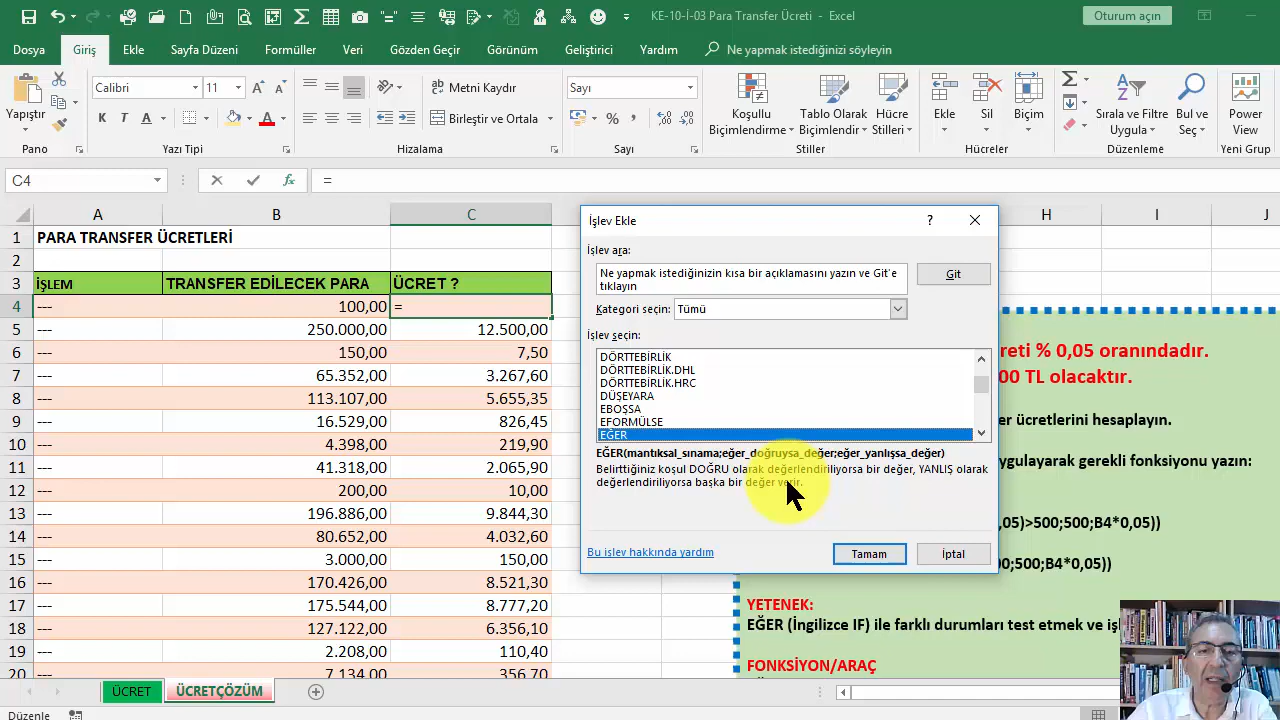 KE-10-İ-03 Para Transfer Ücreti - Excel
Oturum açın
Dosya Giriş Ekle Sayfa Düzeni Formüller Veri Gözden Geçir Görünüm Geliştirici Yardım Ne yapmak istediğinizi söyleyin
Yapıştır
Calibri 11
K T A
Metni Kaydır
Birleştir ve Ortala
Sayı
Koşullu Biçimlendirme
Tablo Olarak Biçimlendir
Hücre Stilleri
Ekle Sil Biçim
Sırala ve Filtre Uygula
Bul ve Seç
Power View
Pano Yazı Tipi Hizalama Sayı Stiller Hücreler Düzenleme Yeni Grup
C4 fx =
A B C H I J
1 PARA TRANSFER ÜCRETLERİ
2
3 İŞLEM TRANSFER EDİLECEK PARA ÜCRET ?
4 --- 100,00 =
5 --- 250.000,00 12.500,00
6 --- 150,00 7,50
7 --- 65.352,00 3.267,60
8 --- 113.107,00 5.655,35
9 --- 16.529,00 826,45
10 --- 4.398,00 219,90
11 --- 41.318,00 2.065,90
12 --- 200,00 10,00
13 --- 196.886,00 9.844,30
14 --- 80.652,00 4.032,60
15 --- 3.000,00 150,00
16 --- 170.426,00 8.521,30
17 --- 175.544,00 8.777,20
18 --- 127.122,00 6.356,10
19 --- 2.208,00 110,40
20 --- 7.134,00 356,70
İşlev Ekle ?
İşlev ara:
Ne yapmak istediğinizin kısa bir açıklamasını yazın ve Git'e
tıklayın
Git
Kategori seçin: Tümü
İşlev seçin:
DÖRTTEBİRLİK
DÖRTTEBİRLİK.DHL
DÖRTTEBİRLİK.HRC
DÜŞEYARA
EBOŞSA
EFORMÜLSE
EĞER
EĞER(mantıksal_sınama;eğer_doğruysa_değer;eğer_yanlışsa_değer)
Belirttiğiniz koşul DOĞRU olarak değerlendiriliyorsa bir değer, YANLIŞ olarak
değerlendiriliyorsa başka bir değer verir.
Bu işlev hakkında yardım
Tamam İptal
reti % 0,05 oranındadır.
00 TL olacaktır.
er ücretlerini hesaplayın.
ygulayarak gerekli fonksiyonu yazın:
,05)>500;500;B4*0,05))
00;500;B4*0,05))
YETENEK:
EĞER (İngilizce IF) ile farklı durumları test etmek ve iş
FONKSİYON/ARAÇ
ÜCRET ÜCRETÇÖZÜM
Düzenle